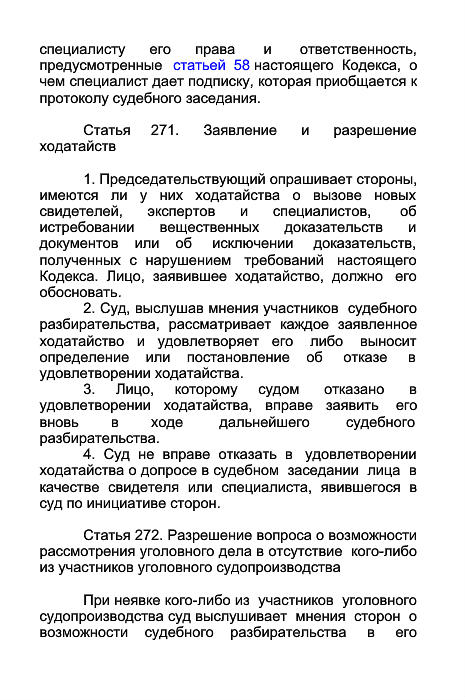 специалисту его права и ответственность,
предусмотренные статьей 58 настоящего Кодекса, о
чем специалист дает подписку, которая приобщается к
протоколу судебного заседания.
Статья 271. Заявление и разрешение
ходатайств
1. Председательствующий опрашивает стороны,
имеются ли у них ходатайства о вызове новых
свидетелей, экспертов и специалистов, об
истребовании вещественных доказательств и
документов или об исключении доказательств,
полученных с нарушением требований настоящего
Кодекса. Лицо, заявившее ходатайство, должно его
обосновать.
2. Суд, выслушав мнения участников судебного
разбирательства, рассматривает каждое заявленное
ходатайство и удовлетворяет его либо выносит
определение или постановление об отказе в
удовлетворении ходатайства.
3. Лицо, которому судом отказано в
удовлетворении ходатайства, вправе заявить его
вновь в ходе дальнейшего судебного
разбирательства.
4. Суд не вправе отказать в удовлетворении
ходатайства о допросе в судебном заседании лица в
качестве свидетеля или специалиста, явившегося в
суд по инициативе сторон.
Статья 272. Разрешение вопроса о возможности
рассмотрения уголовного дела в отсутствие кого-либо
из участников уголовного судопроизводства
При неявке кого-либо из участников уголовного
судопроизводства суд выслушивает мнения сторон о
возможности судебного разбирательства в его